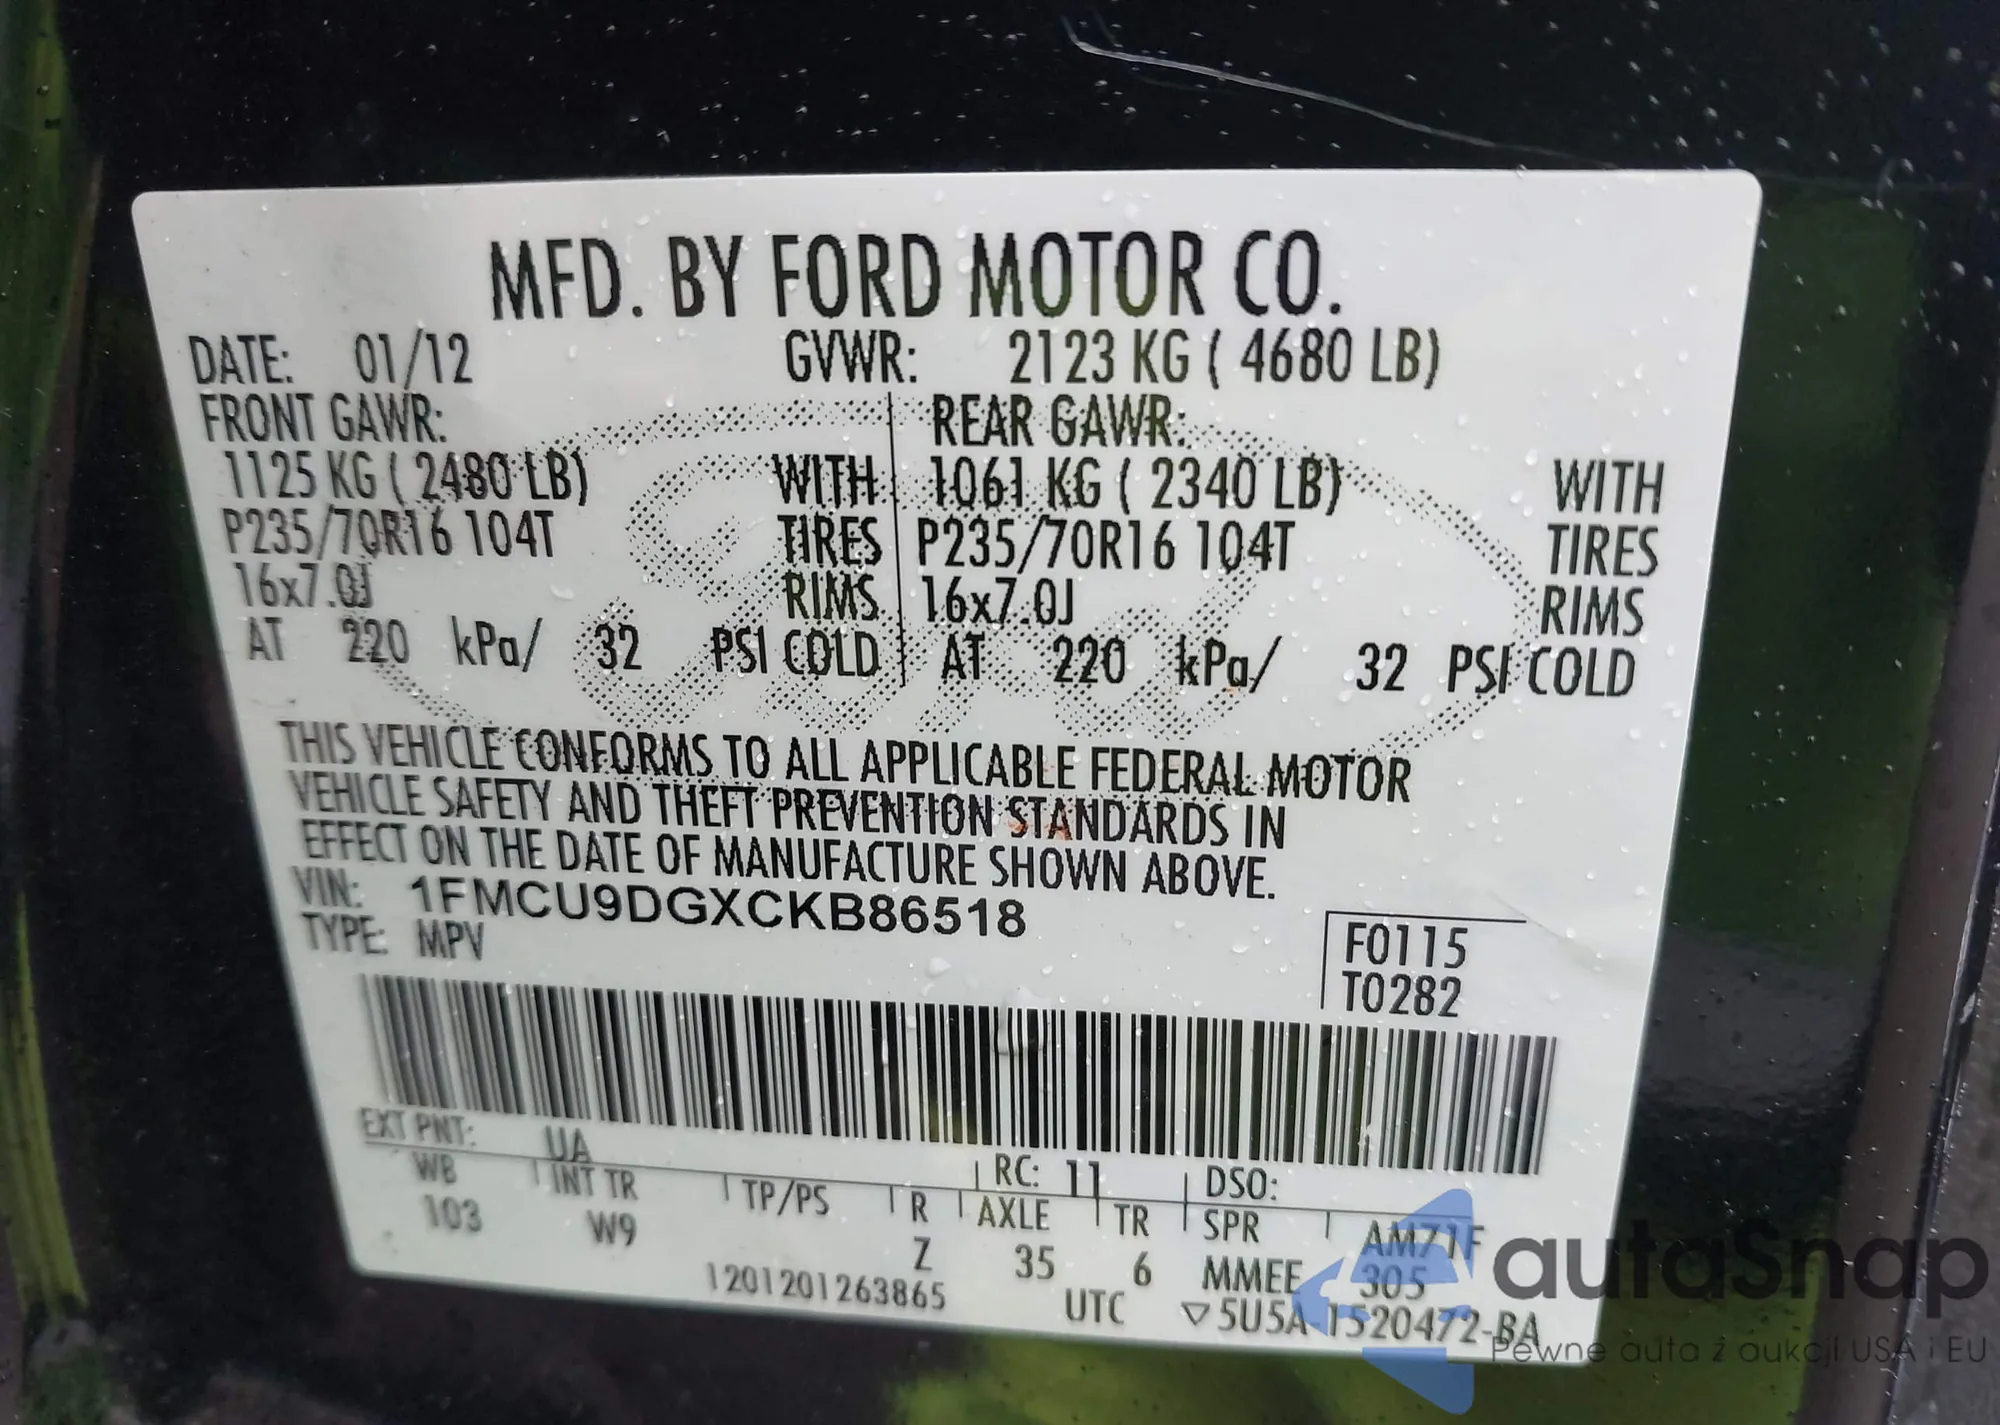 MFD. BY FORD MOTOR CO.
DATE: 01/12 GVWR: 2123 KG ( 4680 LB)
FRONT GAWR: REAR GAWR:
1125 KG ( 2480 LB) WITH 1061 KG ( 2340 LB) WITH
P235/70R16 104T TIRES P235/70R16 104T TIRES
16x7.0J RIMS 16x7.0J RIMS
AT 220 kPa/ 32 PSI COLD AT 220 kPa/ 32 PSI COLD
THIS VEHICLE CONFORMS TO ALL APPLICABLE FEDERAL MOTOR
VEHICLE SAFETY AND THEFT PREVENTION STANDARDS IN
EFFECT ON THE DATE OF MANUFACTURE SHOWN ABOVE.
VIN: 1FMCU9DGXCKB86518
TYPE: MPV
F0115
T0282
EXT PNT: UA RC: 11 DSO:
WB INT TR TP/PS R AXLE TR SPR AM71F
103 W9 Z 35 6 MMEE 305
1201201263865 UTC ▽5U5A 1520472-BA
autaSnap
Pewne auta z aukcji USA i EU